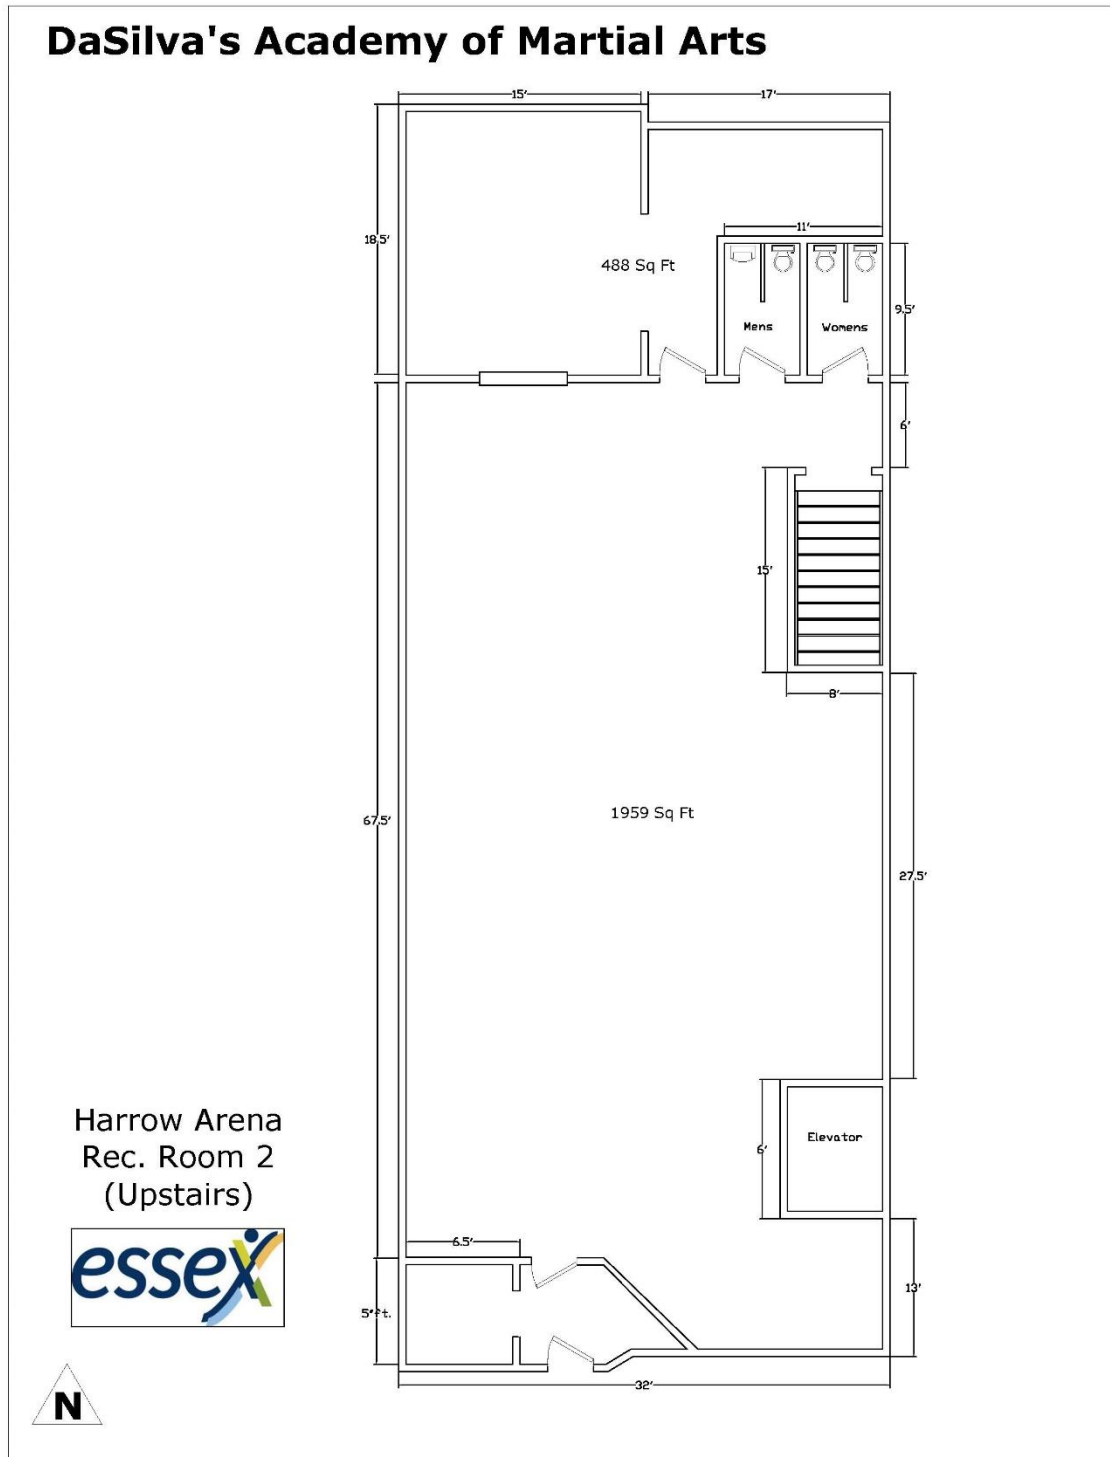 DaSilva's Academy of Martial Arts
15'
17'
11'
18.5'
488 Sq Ft
9.5'
Mens
Womens
6'
15'
8'
1959 Sq Ft
67.5'
27.5'
Elevator
6'
Harrow Arena
Rec. Room 2
(Upstairs)
essex
6.5'
13'
5'ft.
32'
N